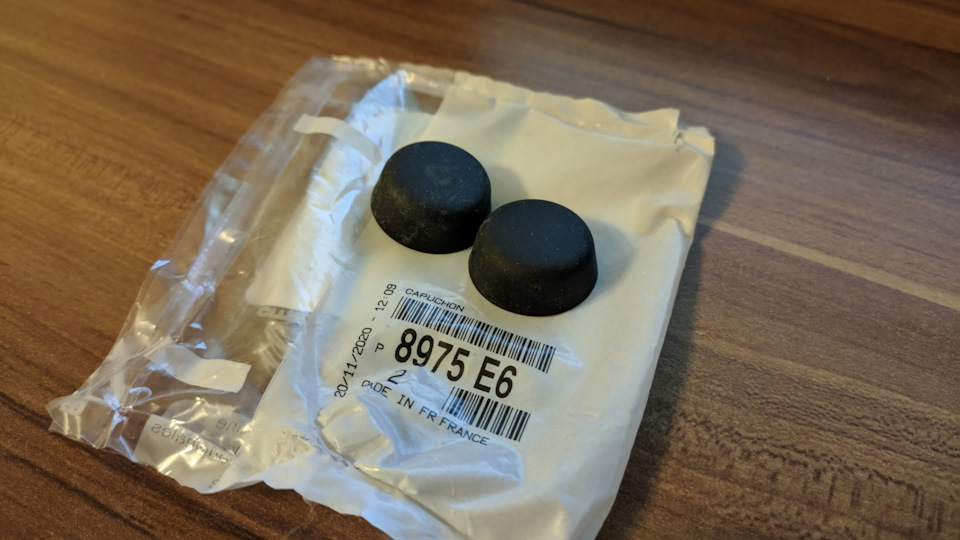 CAPUCHON
20/11/2020 - 12:09
P
8975 E6
2
MADE IN FR FRANCE